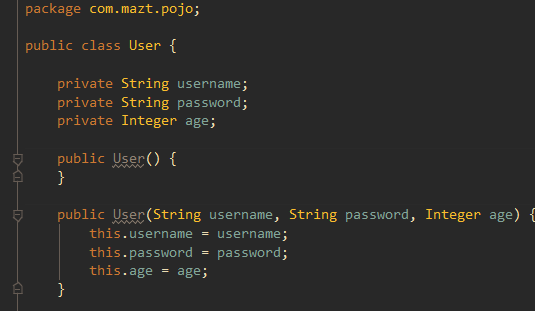 package com.mazt.pojo;
public class User {
private String username;
private String password;
private Integer age;
public User() {
}
public User(String username, String password, Integer age) {
this.username = username;
this.password = password;
this.age = age;
}